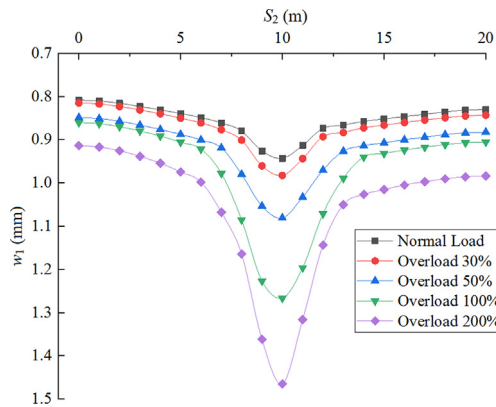 S₂ (m)
0 5 10 15 20
0.7
0.8
0.9
1.0
1.1
1.2
1.3
1.4
1.5
w₁ (mm)
Normal Load
Overload 30%
Overload 50%
Overload 100%
Overload 200%